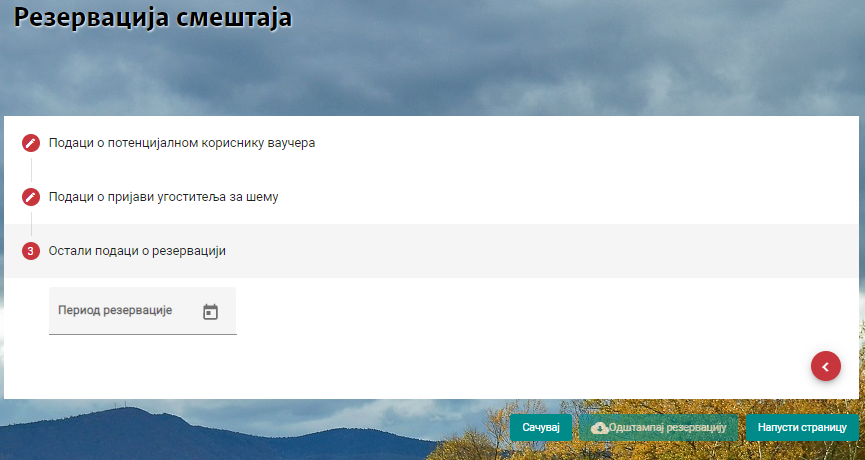 Резервација смештаја
Подаци о потенцијалном кориснику ваучера
Подаци о пријави угоститеља за шему
3 Остали подаци о резервацији
Период резервације
Сачувај Одштампај резервацију Напусти страницу